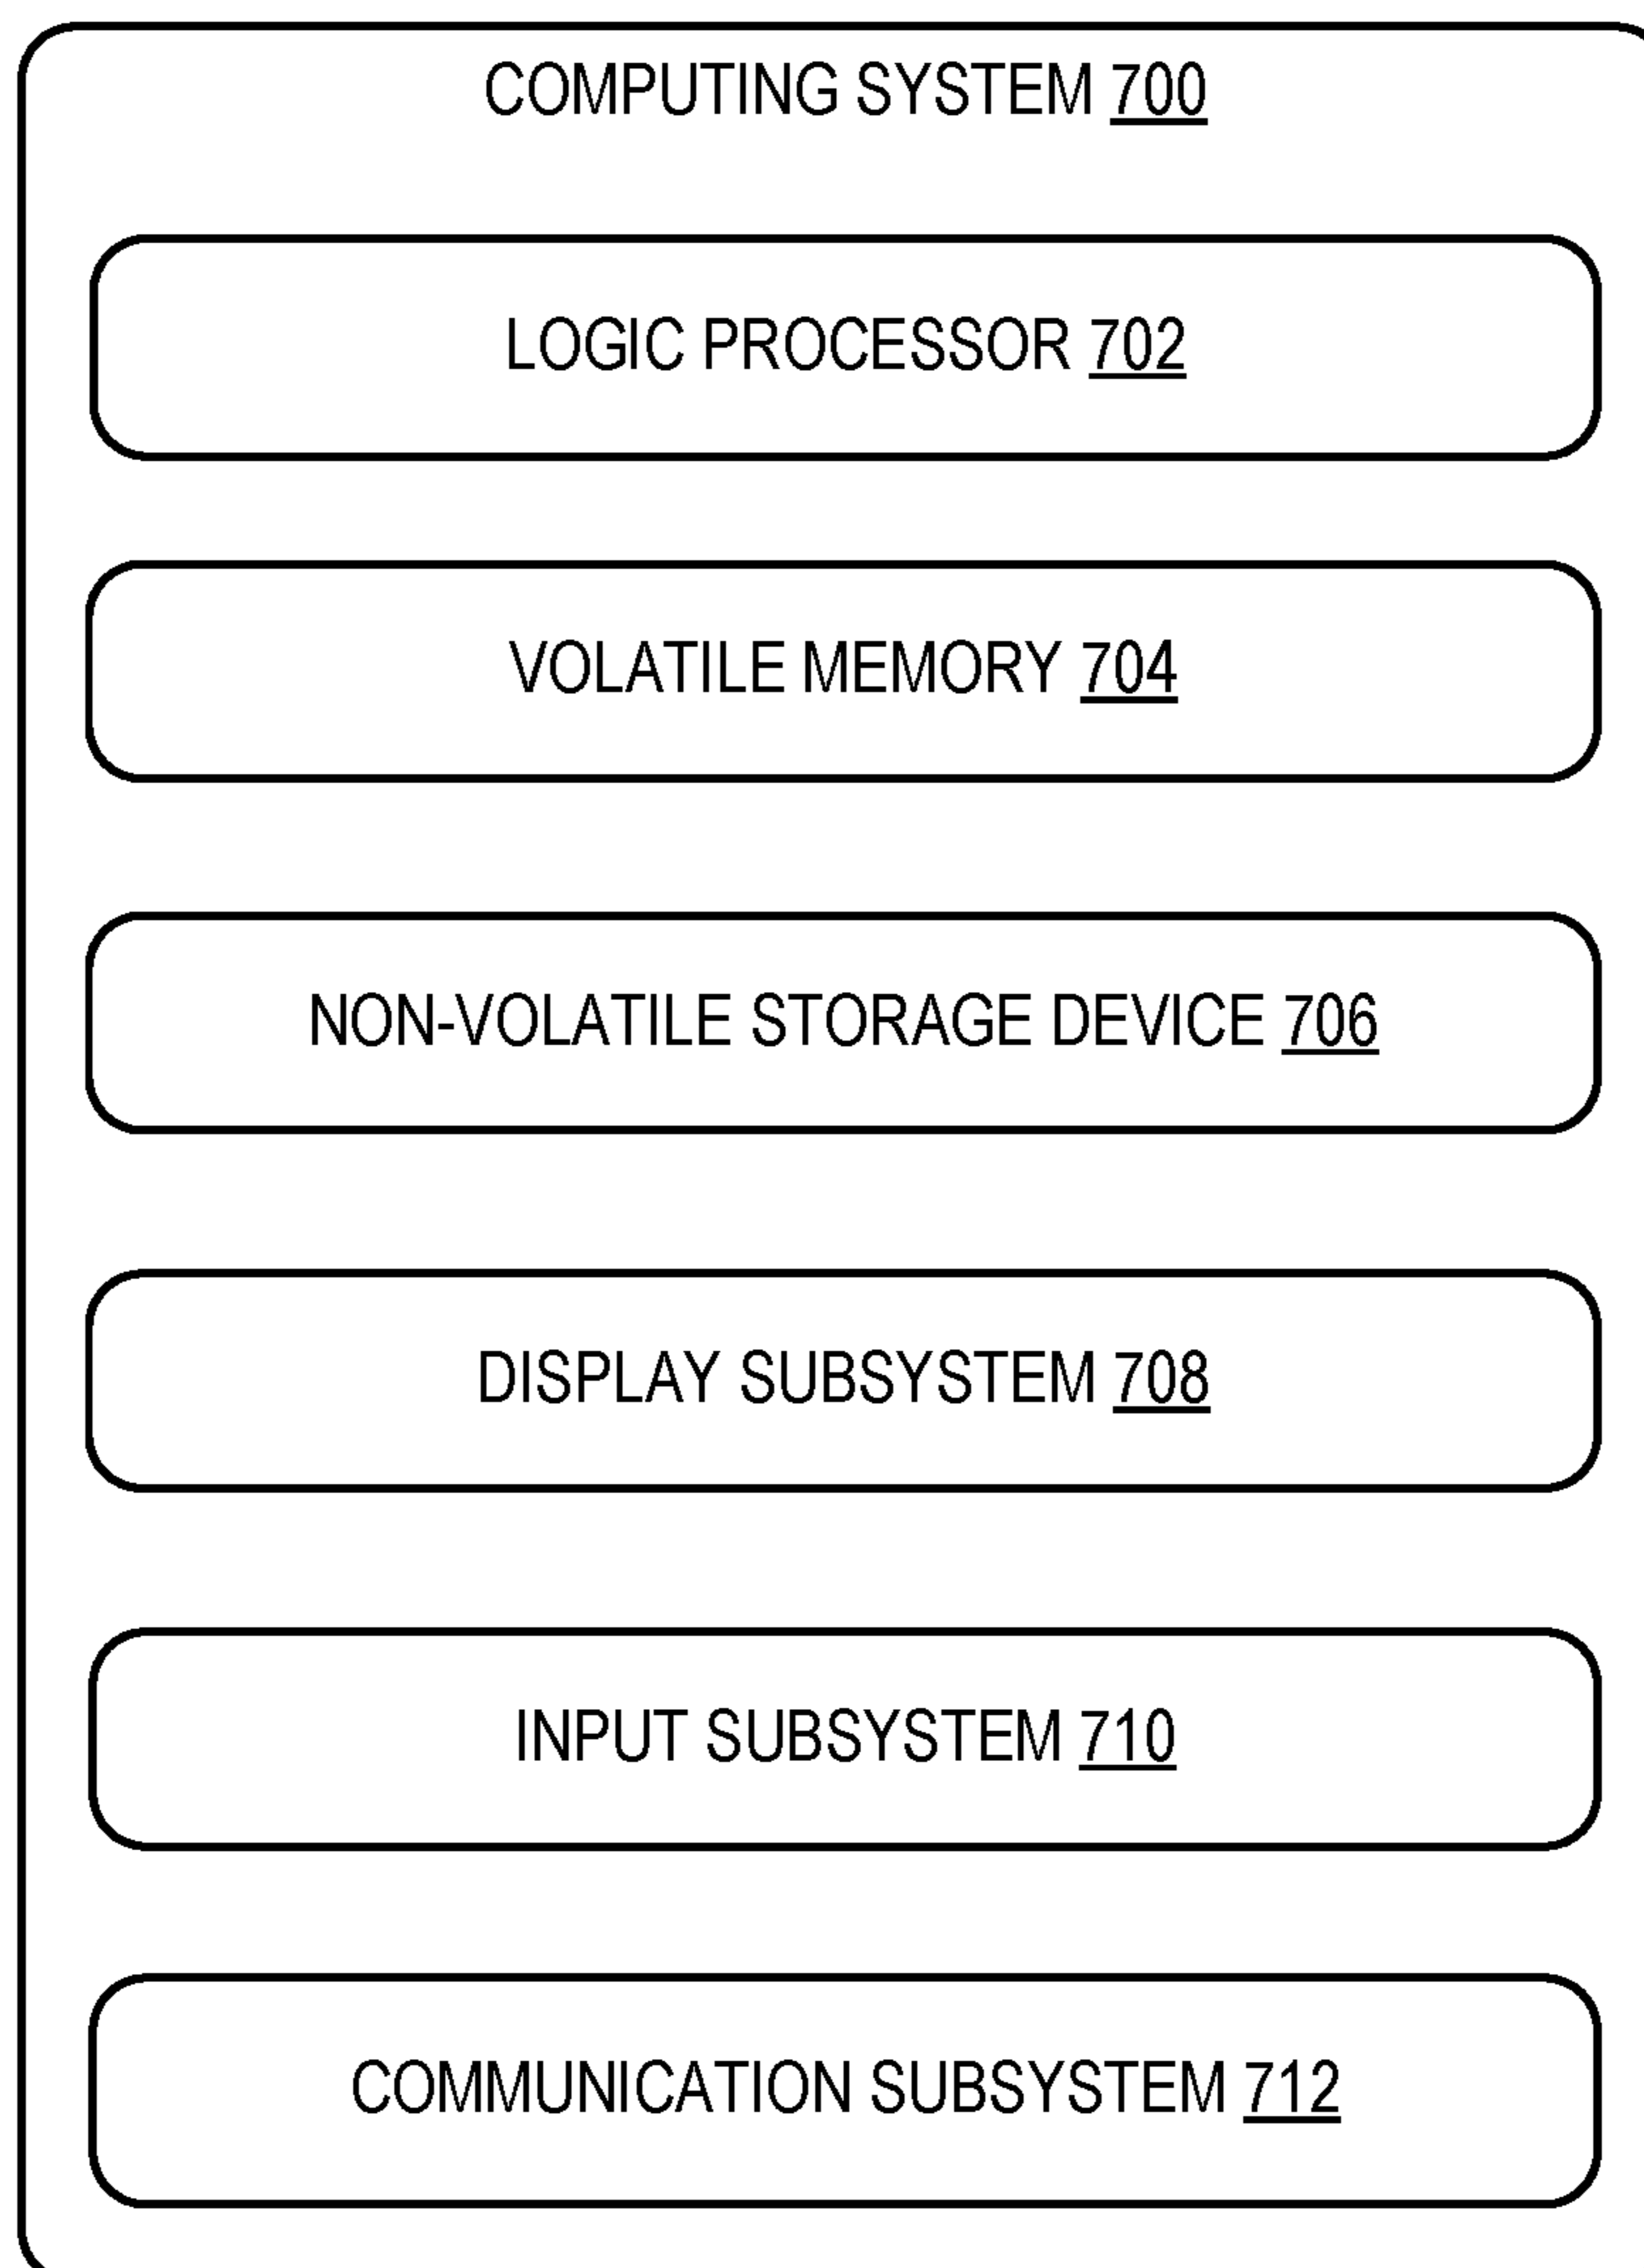 COMPUTING SYSTEM 700
LOGIC PROCESSOR 702
VOLATILE MEMORY 704
NON-VOLATILE STORAGE DEVICE 706
DISPLAY SUBSYSTEM 708
INPUT SUBSYSTEM 710
COMMUNICATION SUBSYSTEM 712